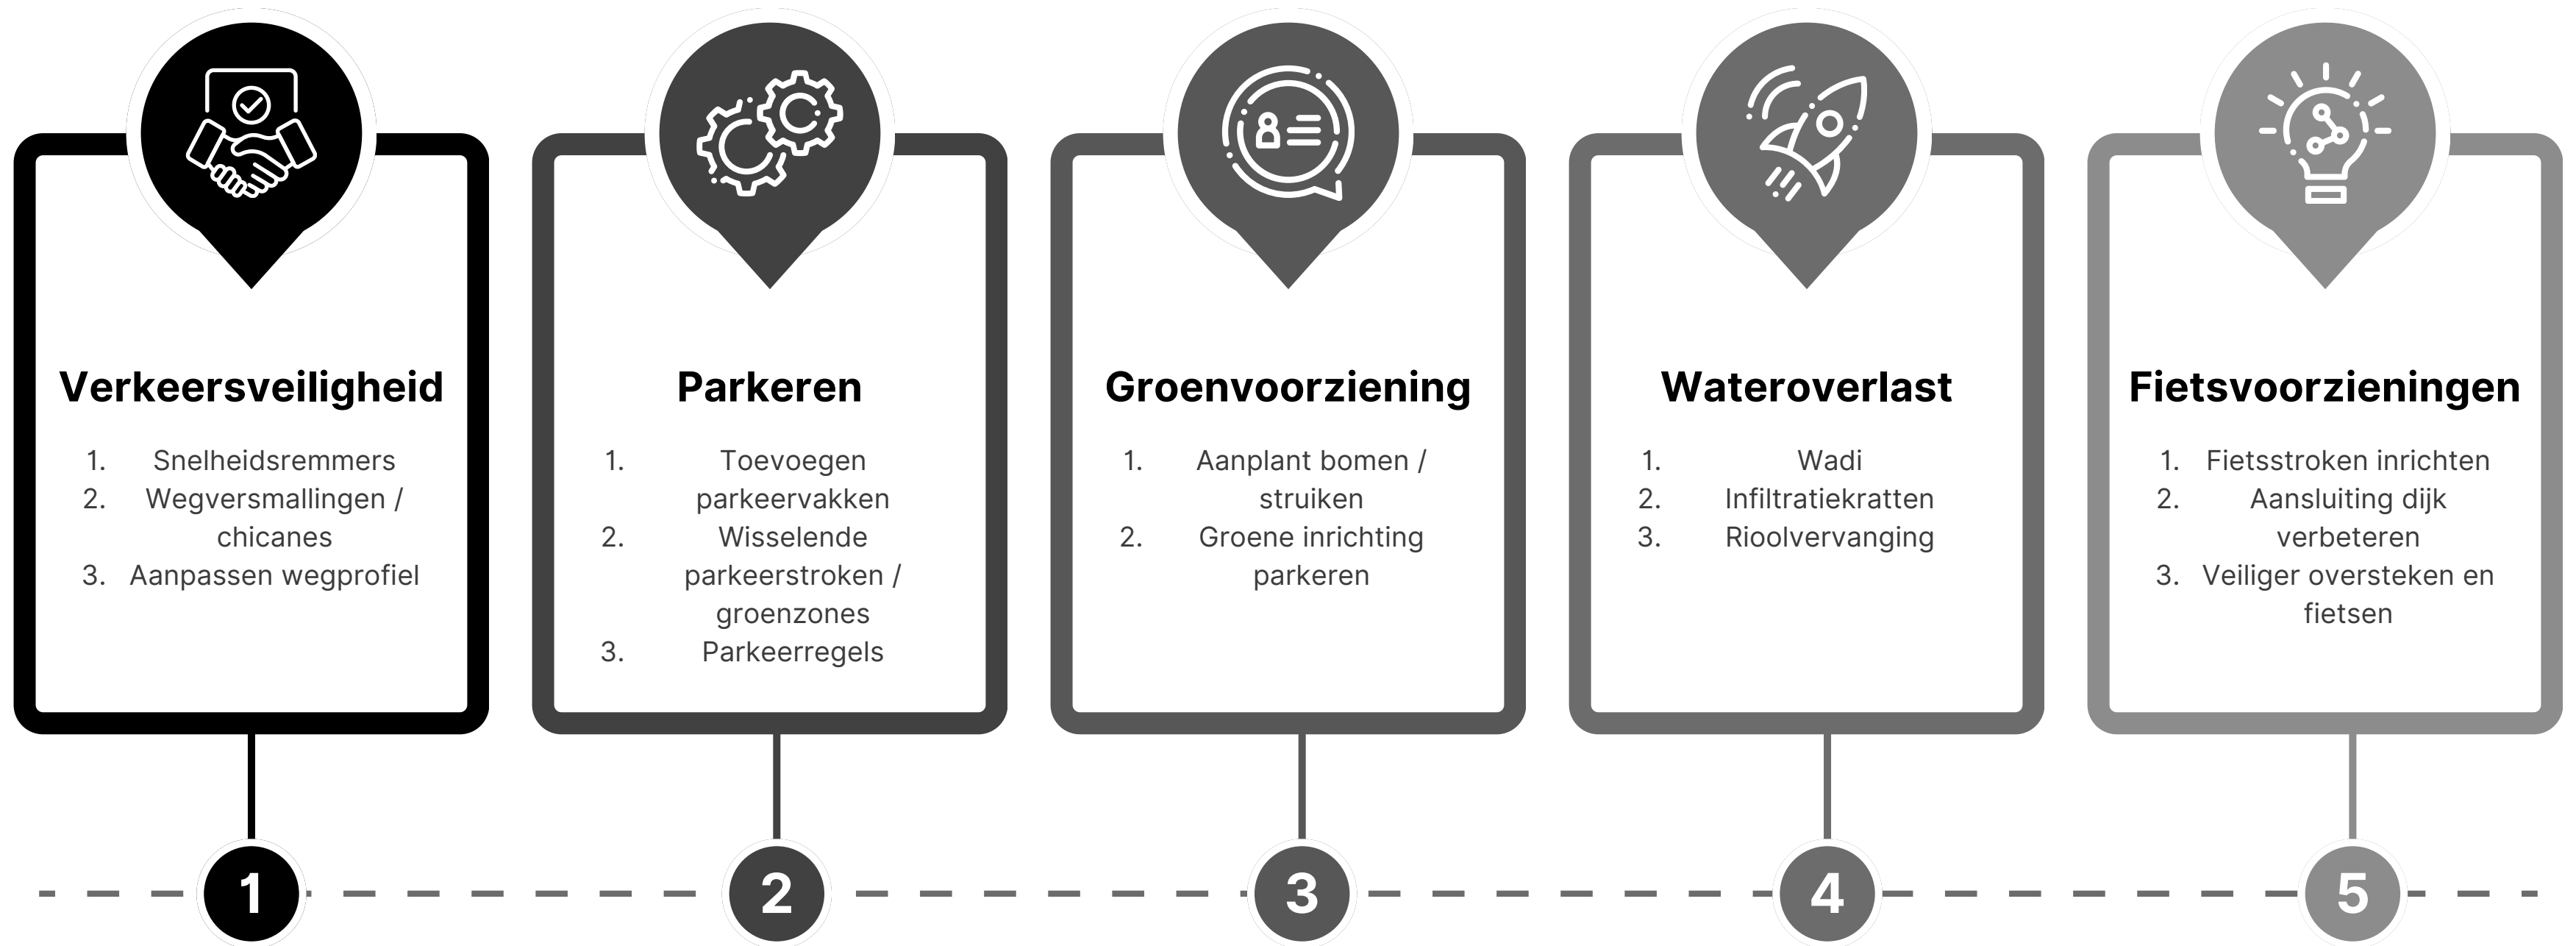 Verkeersveiligheid
1. Snelheidsremmers
2. Wegversmallingen /
chicanes
3. Aanpassen wegprofiel
Parkeren
1. Toevoegen
parkeervakken
2. Wisselende
parkeerstroken /
groenzones
3. Parkeerregels
Groenvoorziening
1. Aanplant bomen /
struiken
2. Groene inrichting
parkeren
Wateroverlast
1. Wadi
2. Infiltratiekratten
3. Rioolvervanging
Fietsvoorzieningen
1. Fietsstroken inrichten
2. Aansluiting dijk
verbeteren
3. Veiliger oversteken en
fietsen
1
2
3
4
5